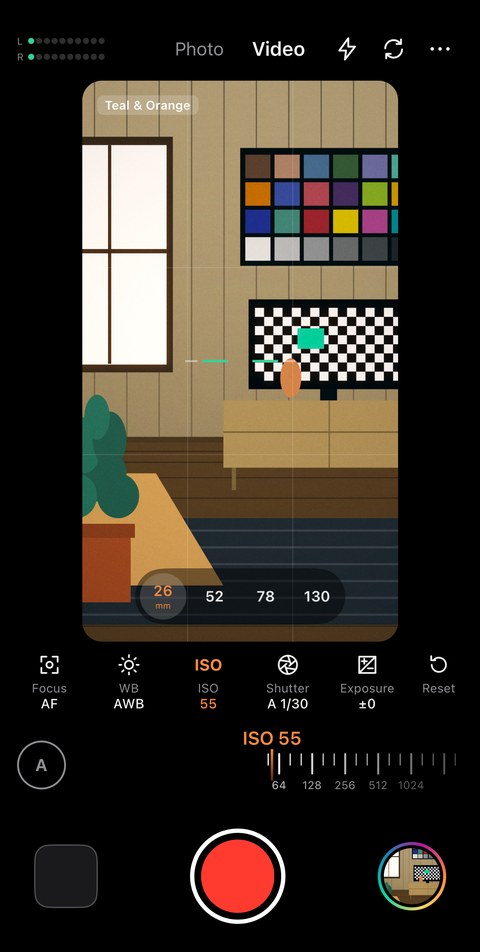 L
R
Photo Video
Teal & Orange
26 52 78 130
mm
ISO
Focus WB ISO Shutter Exposure Reset
AF AWB 55 A 1/30 ±0
ISO 55
A
64 128 256 512 1024